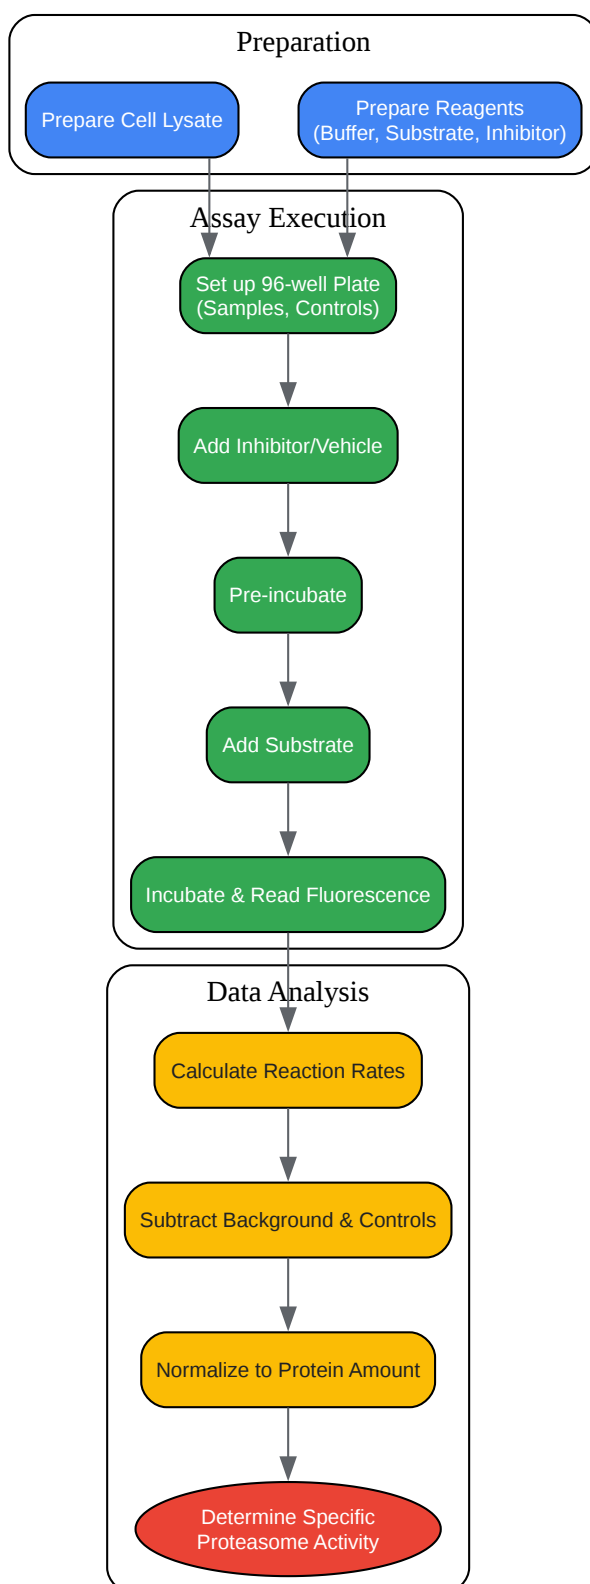 Preparation
Prepare Cell Lysate
Prepare Reagents
(Buffer, Substrate, Inhibitor)
Assay Execution
Set up 96-well Plate
(Samples, Controls)
Add Inhibitor/Vehicle
Pre-incubate
Add Substrate
Incubate & Read Fluorescence
Data Analysis
Calculate Reaction Rates
Subtract Background & Controls
Normalize to Protein Amount
Determine Specific
Proteasome Activity